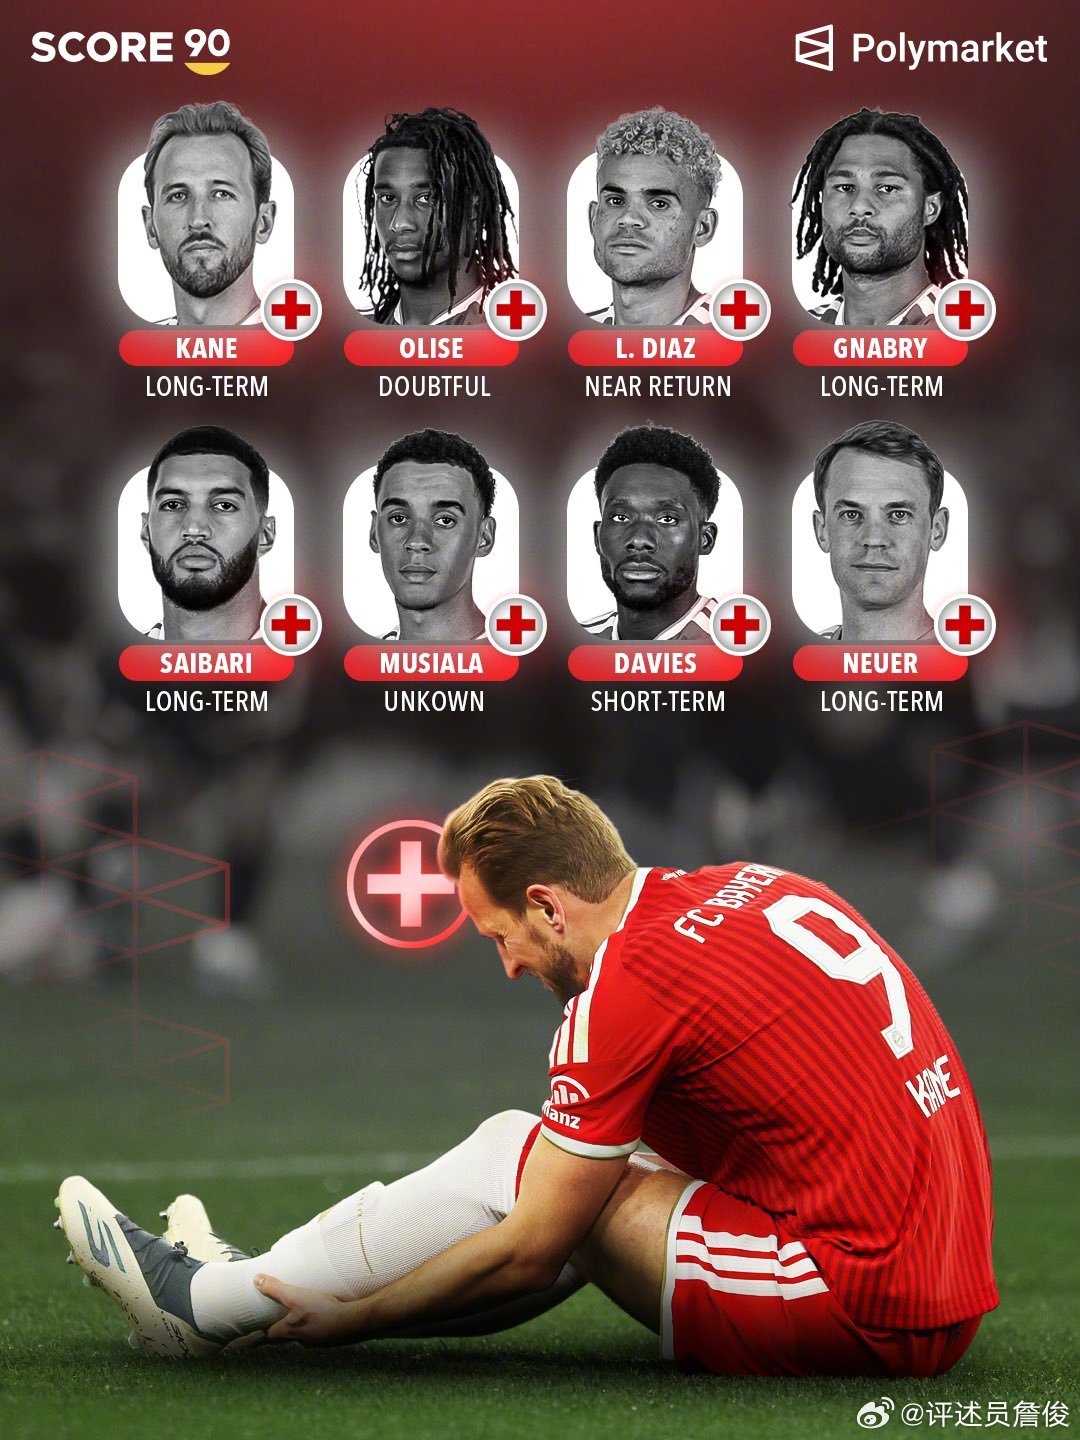 SCORE 90
Polymarket
KANE
LONG-TERM
OLISE
DOUBTFUL
L. DIAZ
NEAR RETURN
GNABRY
LONG-TERM
SAIBARI
LONG-TERM
MUSIALA
UNKOWN
DAVIES
SHORT-TERM
NEUER
LONG-TERM
FC BAYERN
9
KANE
anz
@评述员詹俊